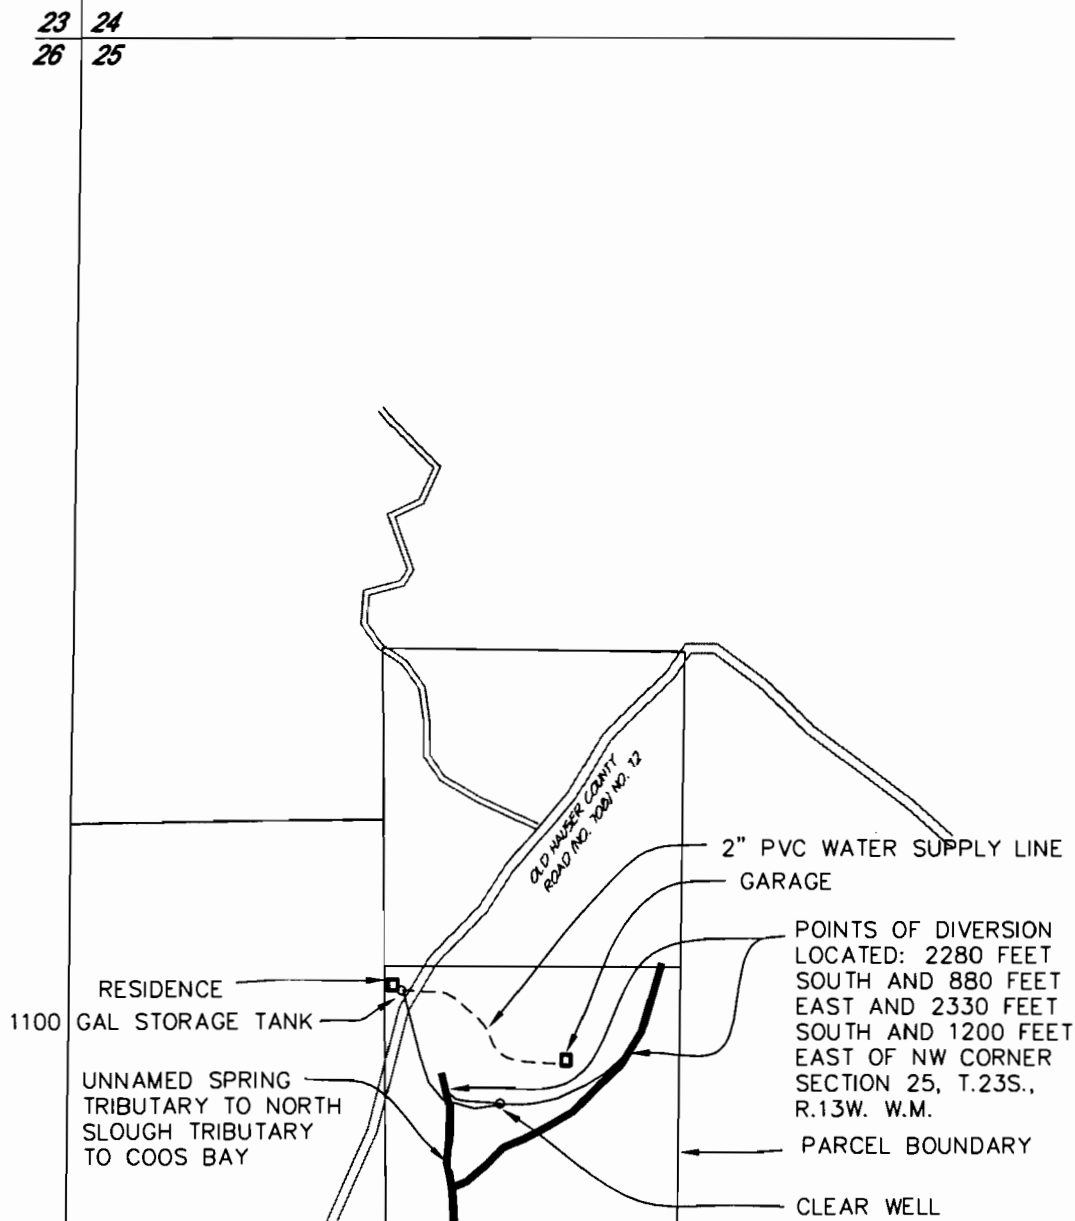 23 24
26 25
OLD HAUSER COUNTY
ROAD (NO. 70B) NO. 12
2" PVC WATER SUPPLY LINE
GARAGE
POINTS OF DIVERSION
LOCATED: 2280 FEET
SOUTH AND 880 FEET
EAST AND 2330 FEET
SOUTH AND 1200 FEET
EAST OF NW CORNER
SECTION 25, T.23S.,
R.13W. W.M.
RESIDENCE
1100 GAL STORAGE TANK
UNNAMED SPRING
TRIBUTARY TO NORTH
SLOUGH TRIBUTARY
TO COOS BAY
PARCEL BOUNDARY
CLEAR WELL